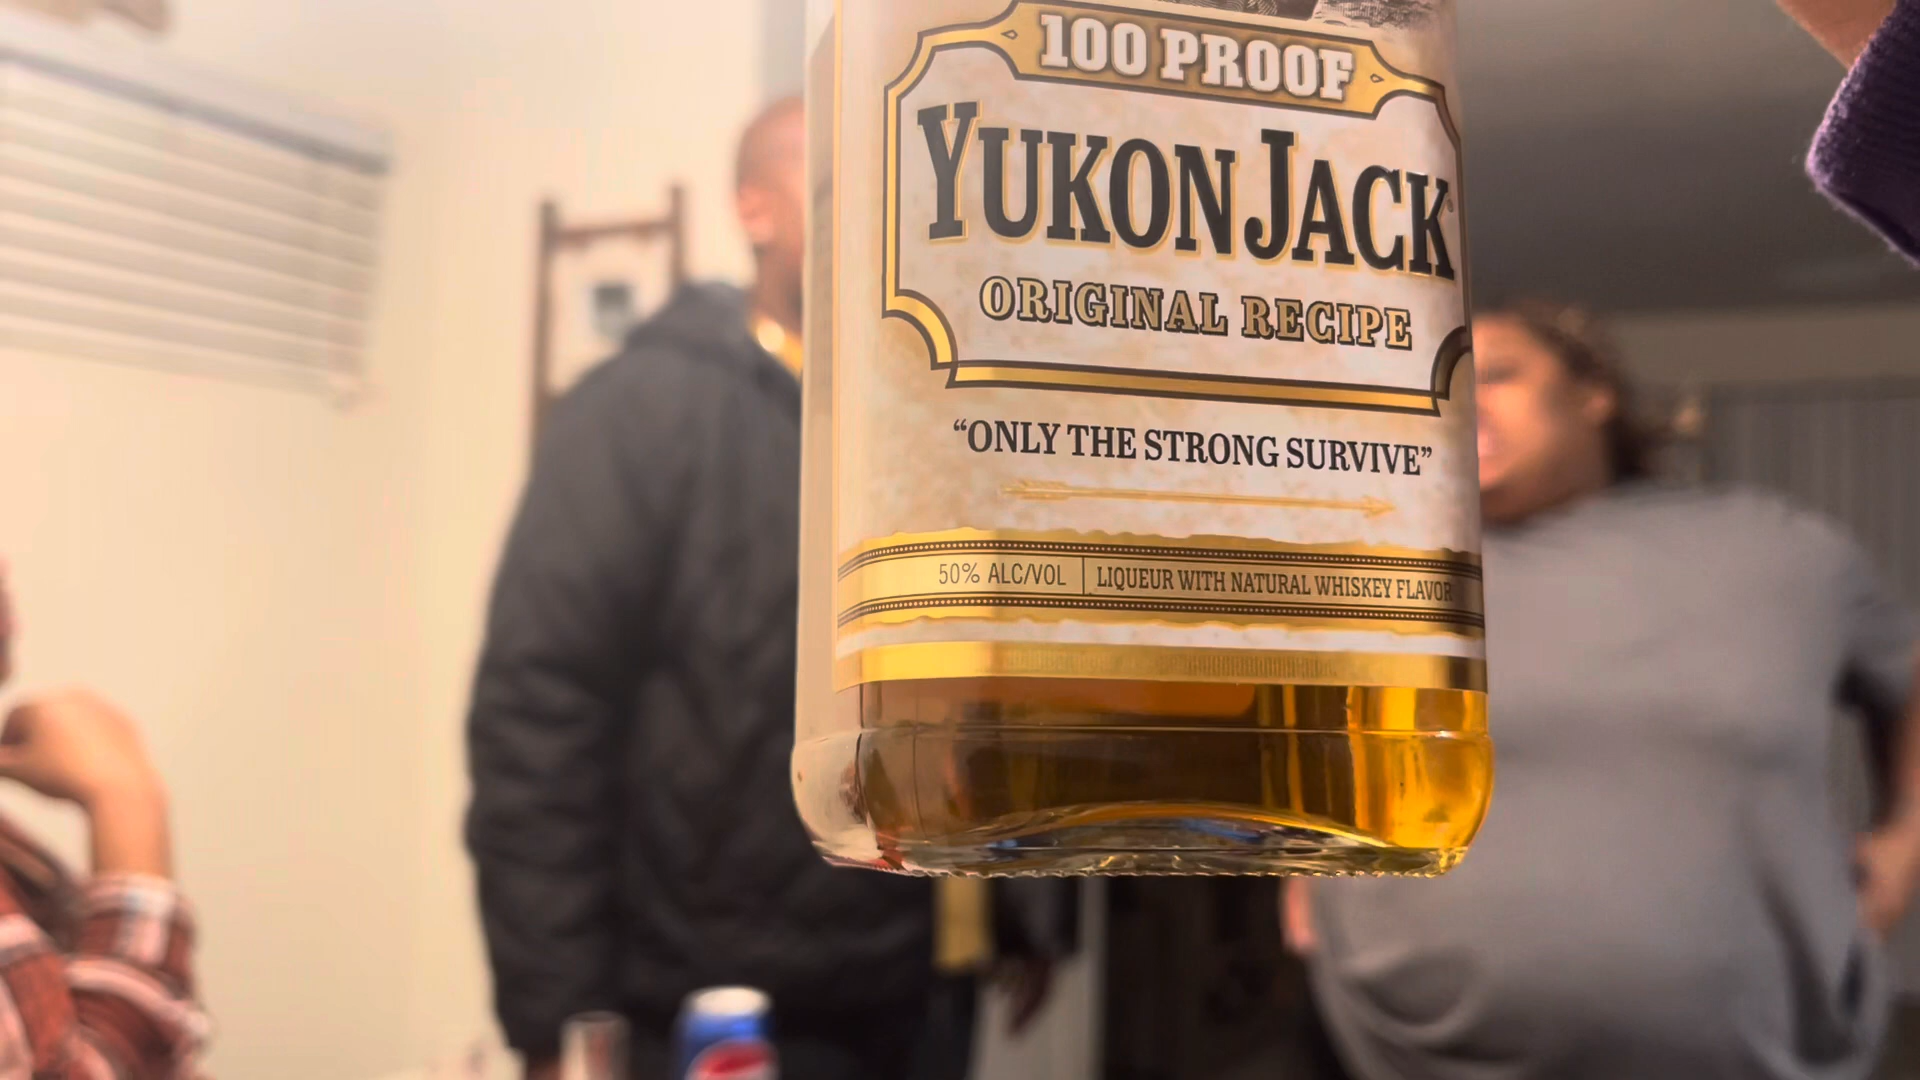 100 PROOF
YUKON JACK
ORIGINAL RECIPE
“ONLY THE STRONG SURVIVE”
50% ALC/VOL | LIQUEUR WITH NATURAL WHISKEY FLAVOR